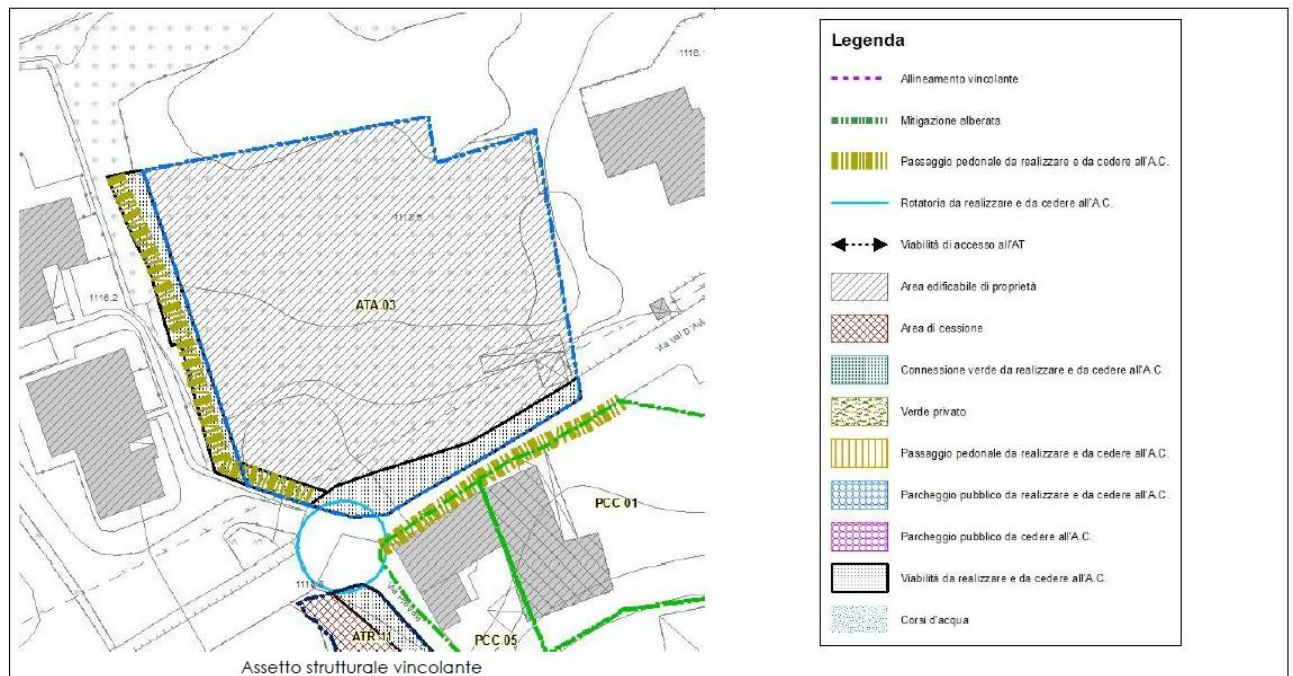 1116.2
1112.5
ATA 03
PCC 01
PCC 05
ATR 11
Assetto strutturale vincolante
Legenda
Allineamento vincolante
Mitigazione alberata
Passaggio pedonale da realizzare e da cedere all'A.C.
Rotatoria da realizzare e da cedere all'A.C.
Viabilità di accesso all'AT
Area edificabile di proprietà
Area di cessione
Connessione verde da realizzare e da cedere all'A.C.
Verde privato
Passaggio pedonale da realizzare e da cedere all'A.C.
Parcheggio pubblico da realizzare e da cedere all'A.C.
Parcheggio pubblico da cedere all'A.C.
Viabilità da realizzare e da cedere all'A.C.
Corsi d'acqua